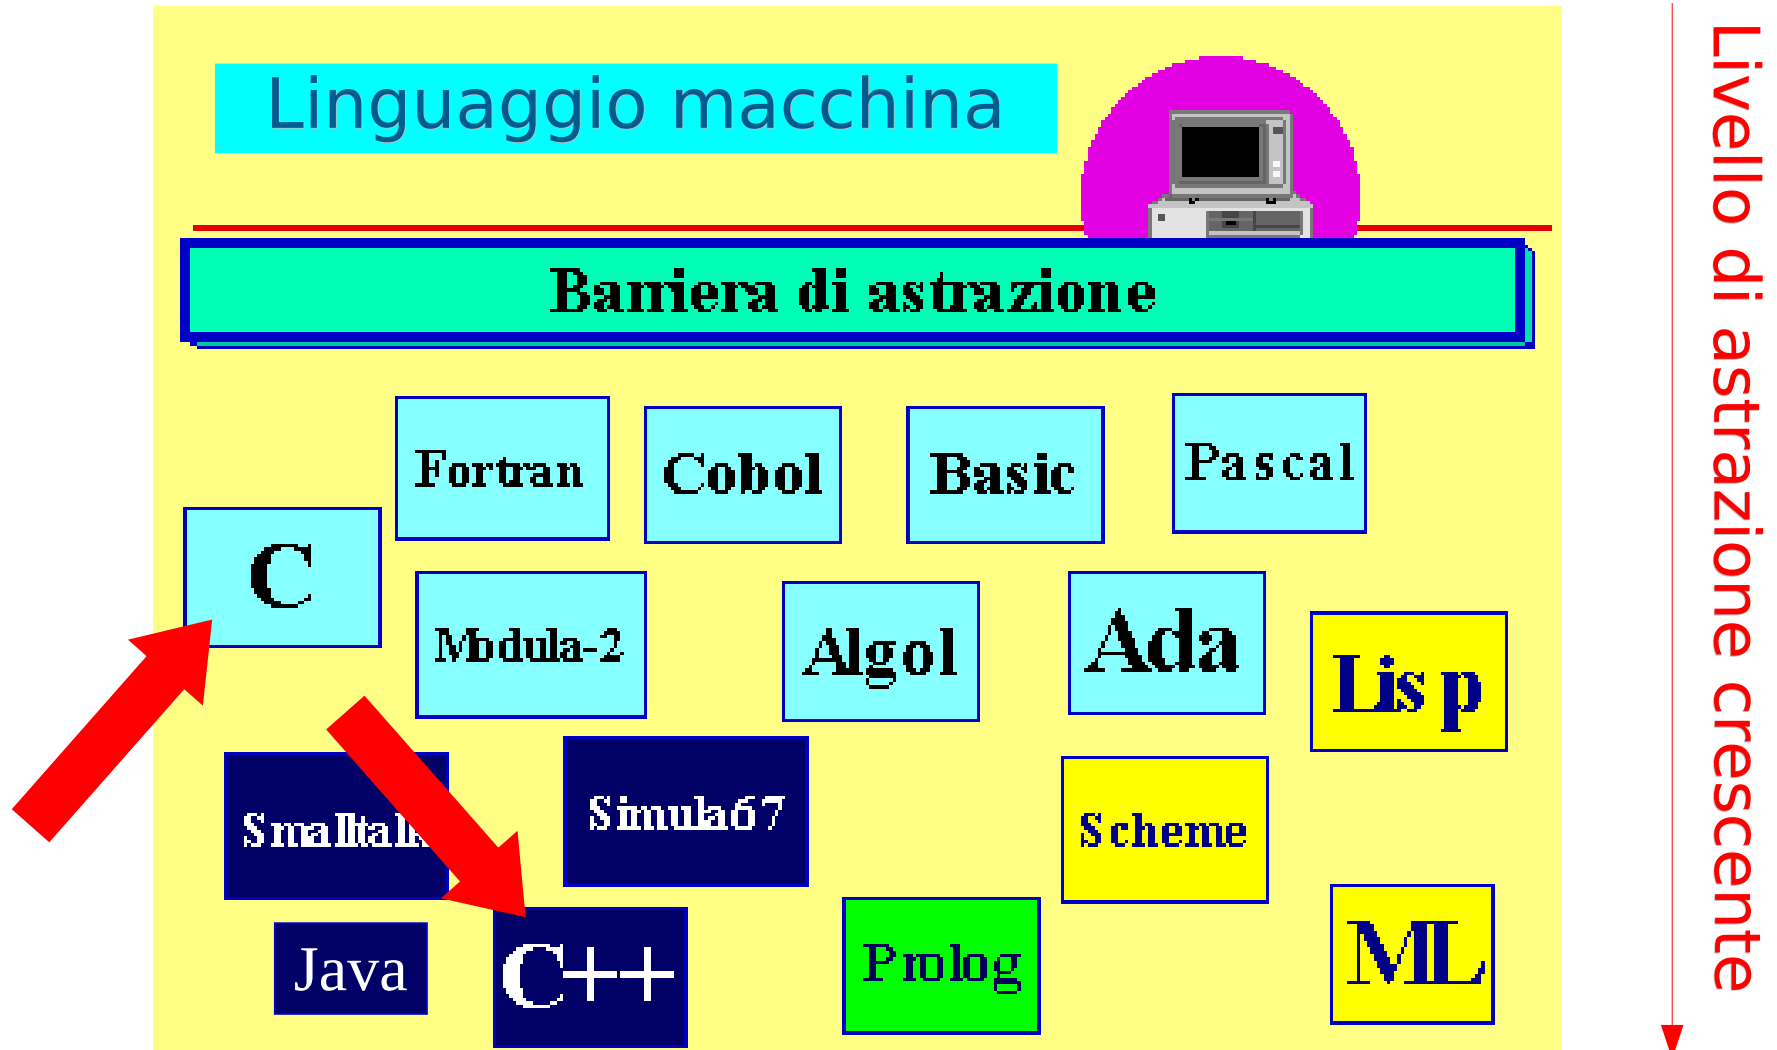 Linguaggio macchina
Barriera di astrazione
Fortran
Cobol
Basic
Pascal
C
Modula-2
Algol
Ada
Lisp
Smalltalk
Simula67
Scheme
Java
C++
Prolog
ML
Livello di astrazione crescente